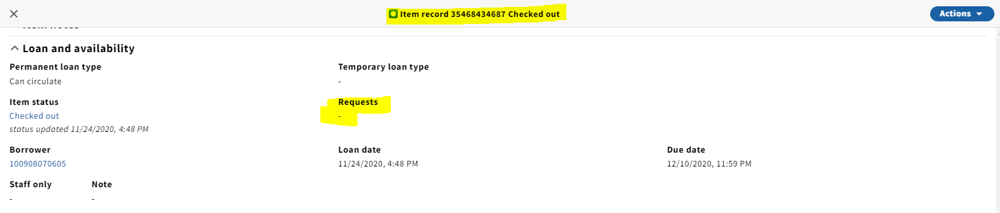 Item record 35468434687 Checked out
Actions
Item notes
Loan and availability
Permanent loan type
Temporary loan type
Can circulate
-
Item status
Requests
Checked out
-
status updated 11/24/2020, 4:48 PM
Borrower
Loan date
Due date
100908070605
11/24/2020, 4:48 PM
12/10/2020, 11:59 PM
Staff only
Note
-
-